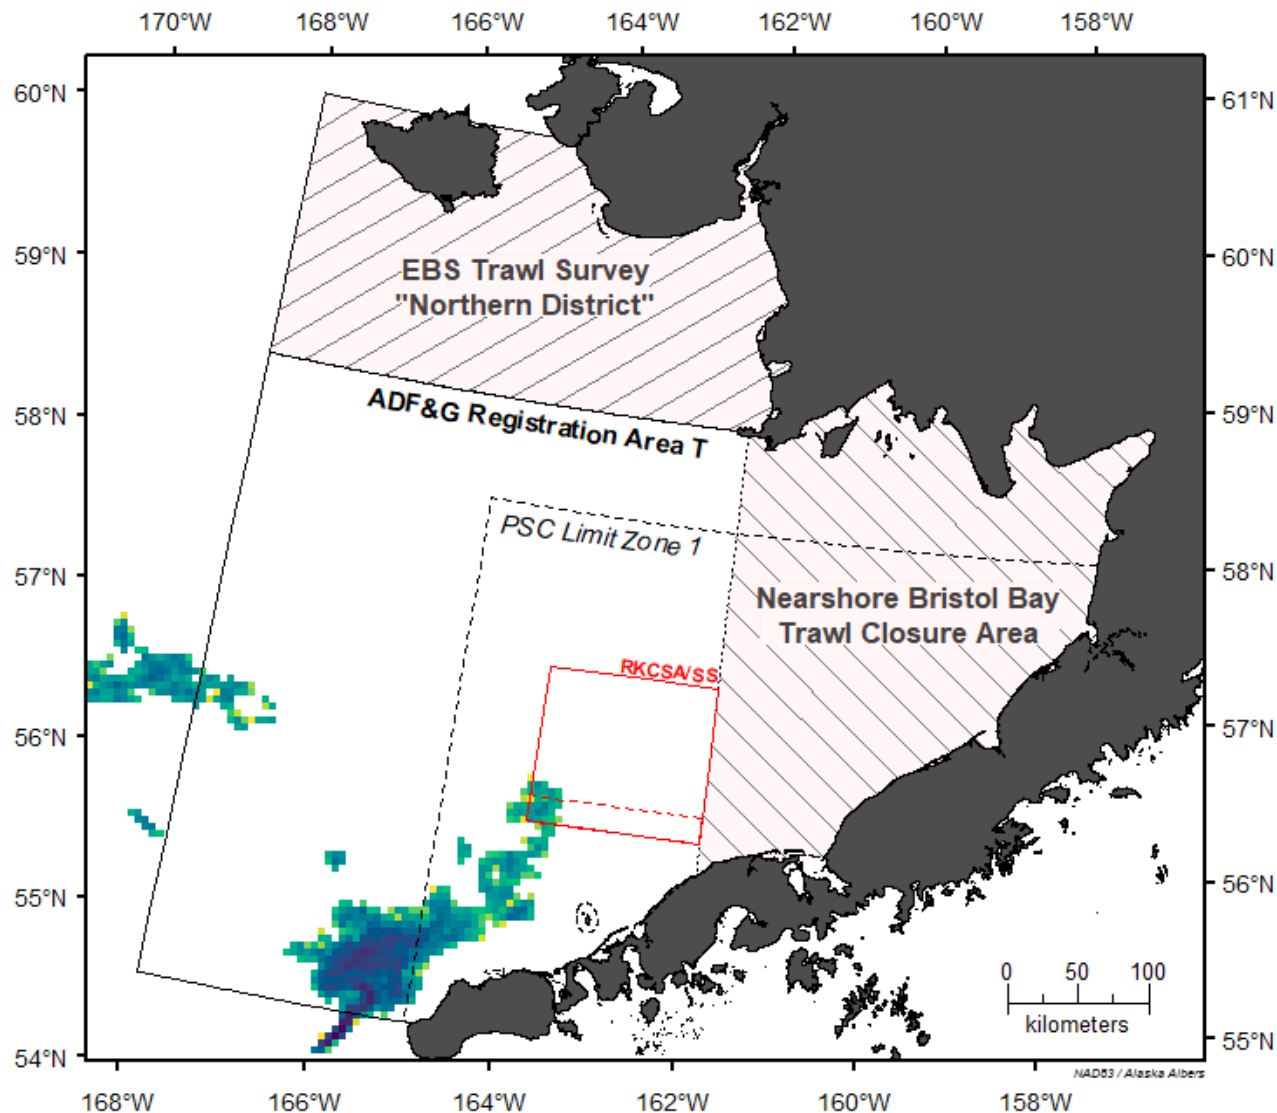 170°W 168°W 166°W 164°W 162°W 160°W 158°W
60°N
61°N
59°N
60°N
EBS Trawl Survey
"Northern District"
58°N
59°N
ADF&G Registration Area T
PSC Limit Zone 1
57°N
58°N
Nearshore Bristol Bay
Trawl Closure Area
RKCSA/SS
56°N
57°N
55°N
56°N
0 50 100
kilometers
54°N
55°N
NAD83 / Alaska Albers
168°W 166°W 164°W 162°W 160°W 158°W